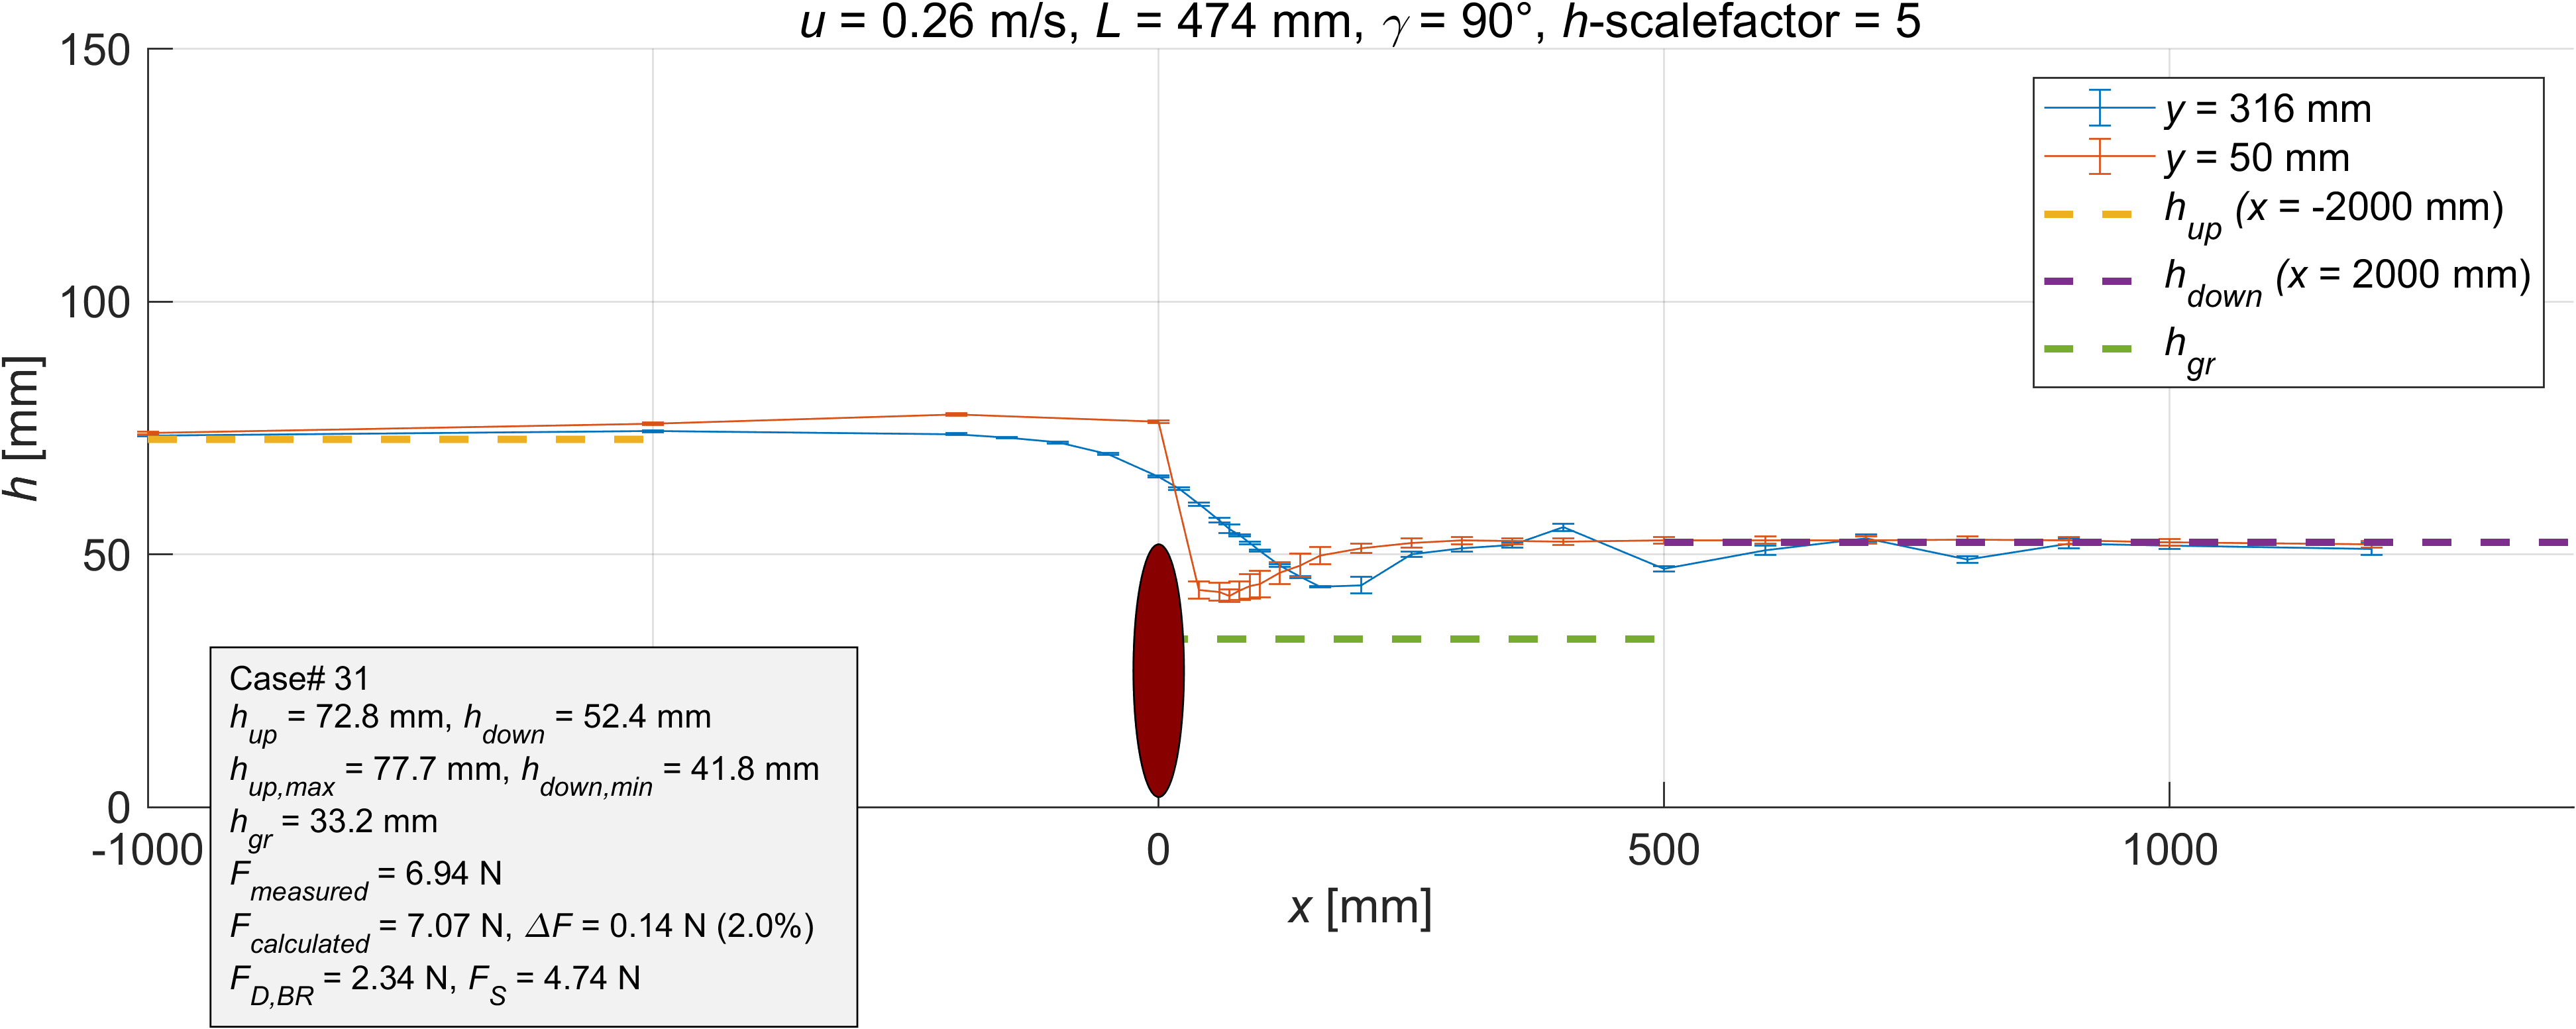 u = 0.26 m/s, L = 474 mm, γ = 90°, h-scalefactor = 5
150
100
50
0
h [mm]
y = 316 mm
y = 50 mm
h_up (x = -2000 mm)
h_down (x = 2000 mm)
h_gr
Case# 31
h_up = 72.8 mm, h_down = 52.4 mm
h_up,max = 77.7 mm, h_down,min = 41.8 mm
h_gr = 33.2 mm
F_measured = 6.94 N
F_calculated = 7.07 N, ΔF = 0.14 N (2.0%)
F_D,BR = 2.34 N, F_S = 4.74 N
-1000 0 500 1000
x [mm]